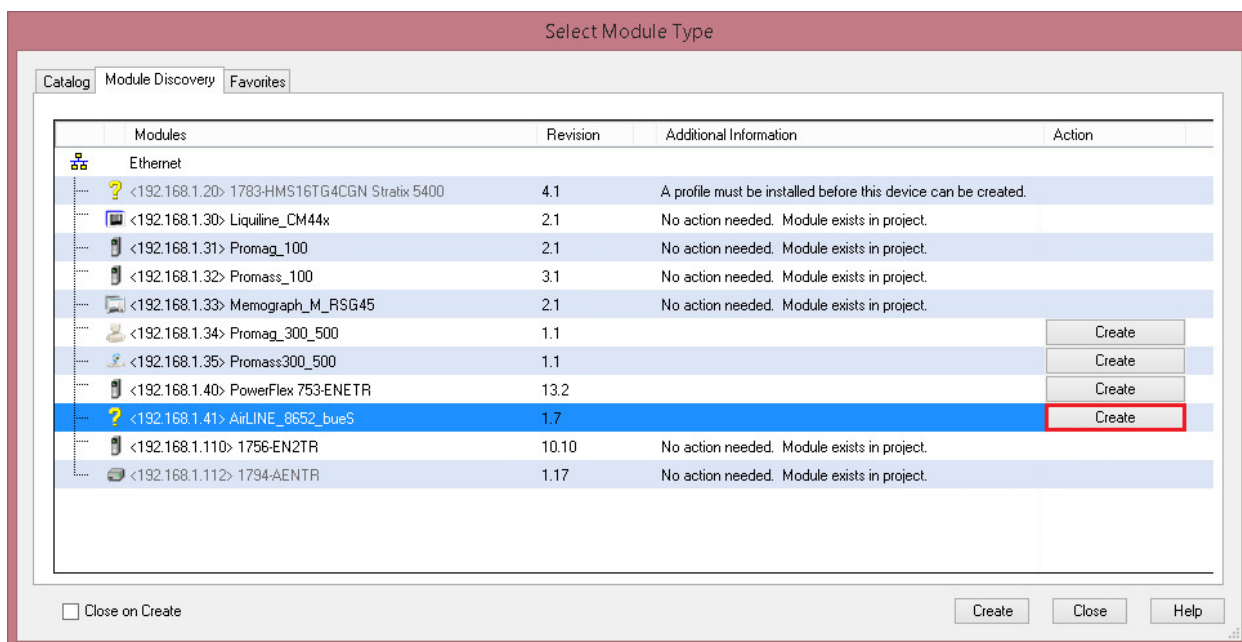 Select Module Type
Catalog Module Discovery Favorites
Modules Revision Additional Information Action
Ethernet
<192.168.1.20> 1783-HMS16TG4CGN Stratix 5400 4.1 A profile must be installed before this device can be created.
<192.168.1.30> Liquiline_CM44x 2.1 No action needed. Module exists in project.
<192.168.1.31> Promag_100 2.1 No action needed. Module exists in project.
<192.168.1.32> Promass_100 3.1 No action needed. Module exists in project.
<192.168.1.33> Memograph_M_RSG45 2.1 No action needed. Module exists in project.
<192.168.1.34> Promag_300_500 1.1 Create
<192.168.1.35> Promass300_500 1.1 Create
<192.168.1.40> PowerFlex 753-ENETR 13.2 Create
<192.168.1.41> AirLINE_8652_bueS 1.7 Create
<192.168.1.110> 1756-EN2TR 10.10 No action needed. Module exists in project.
<192.168.1.112> 1794-AENTR 1.17 No action needed. Module exists in project.
Close on Create Create Close Help